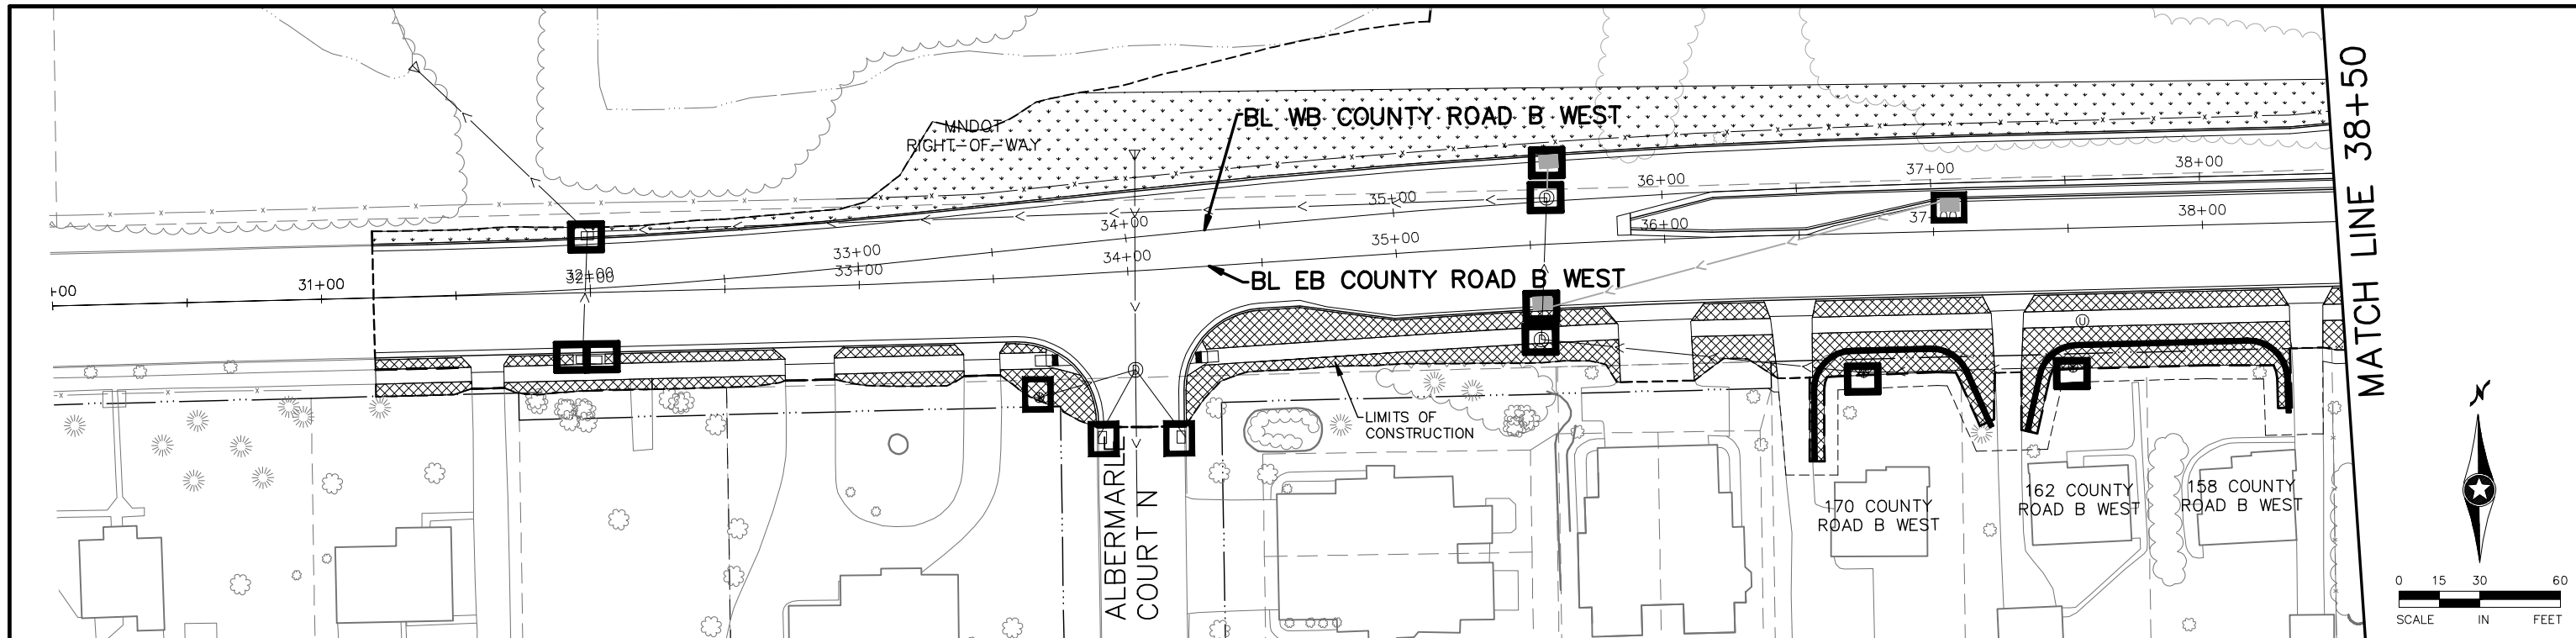 MNDOT
RIGHT-OF-WAY
BL WB COUNTY ROAD B WEST
35+00
36+00
37+00
38+00
34+00
33+00
32+00
+00
31+00
32+00
33+00
34+00
35+00
36+00
37+00
38+00
BL EB COUNTY ROAD B WEST
MATCH LINE 38+50
LIMITS OF
CONSTRUCTION
ALBERMARLE
COURT N
170 COUNTY
ROAD B WEST
162 COUNTY
ROAD B WEST
158 COUNTY
ROAD B WEST
N
0 15 30 60
SCALE IN FEET